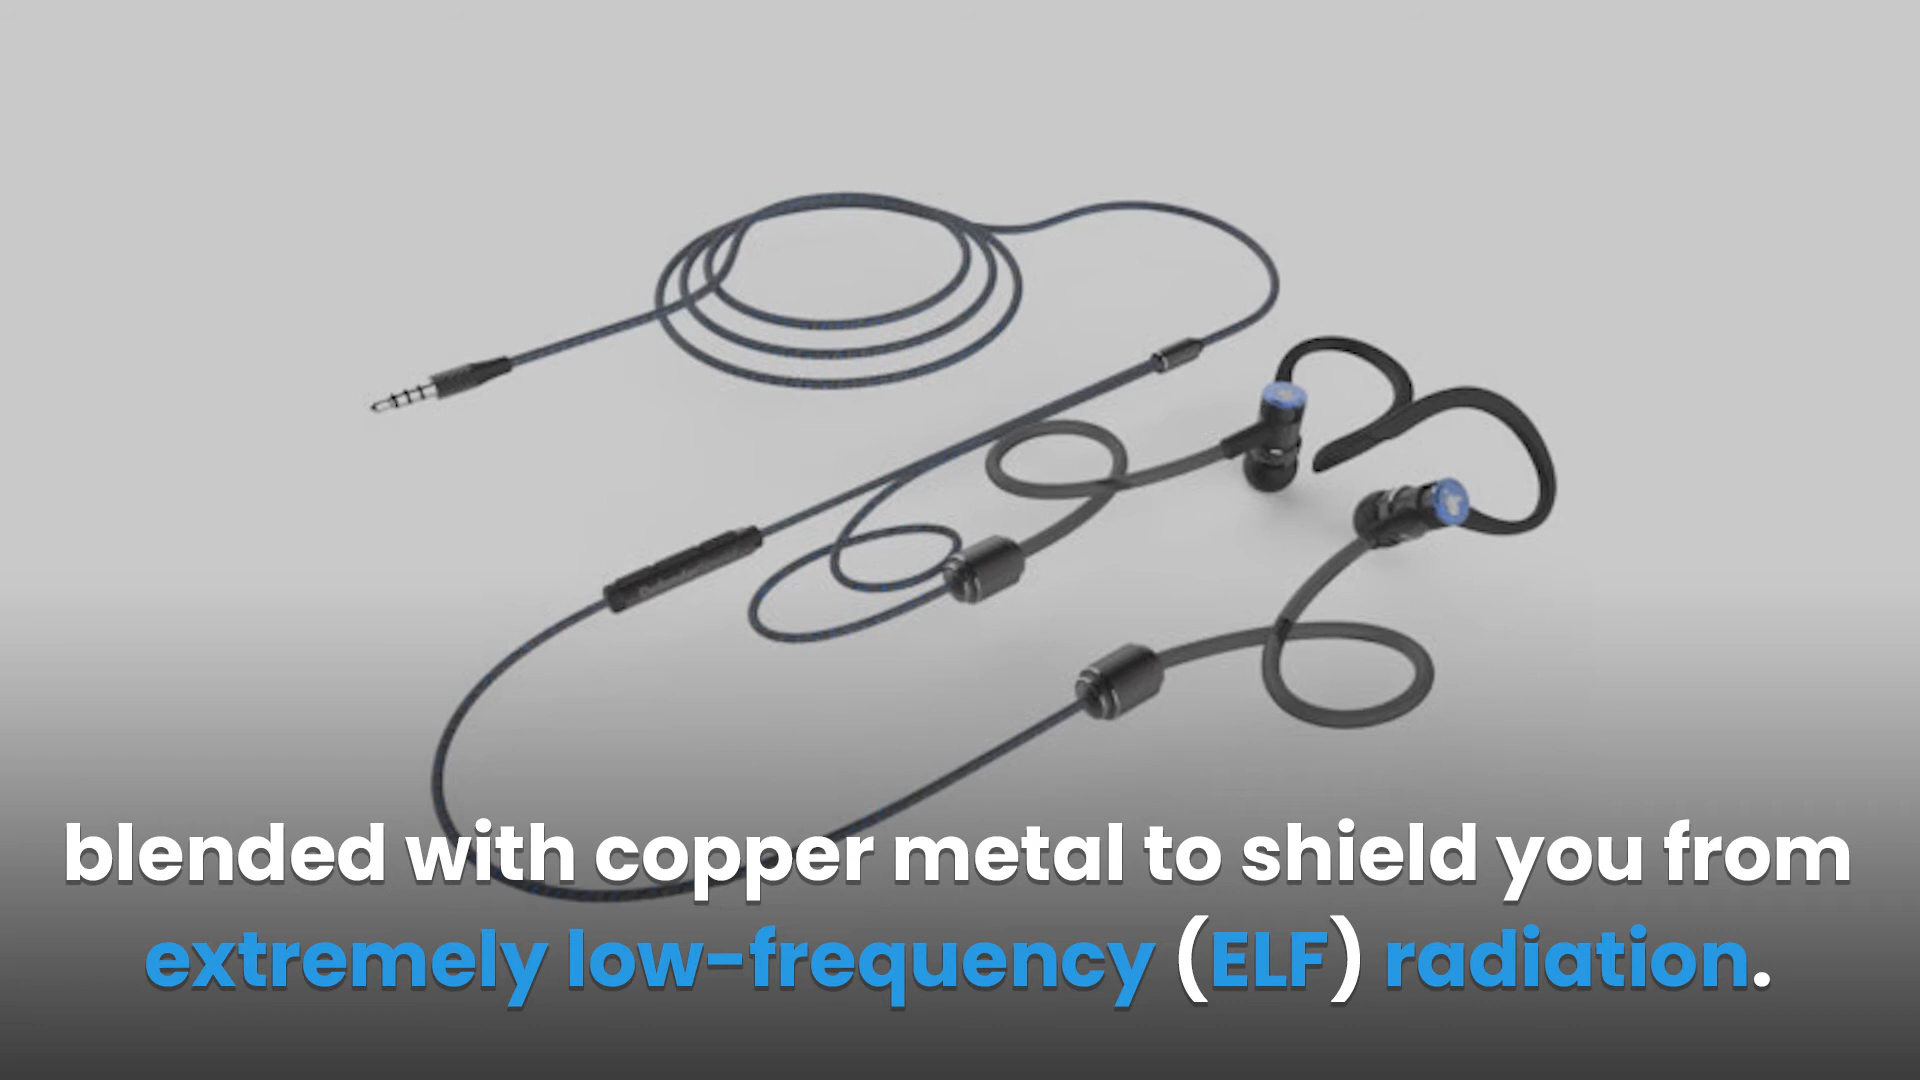 blended with copper metal to shield you from
extremely low-frequency (ELF) radiation.